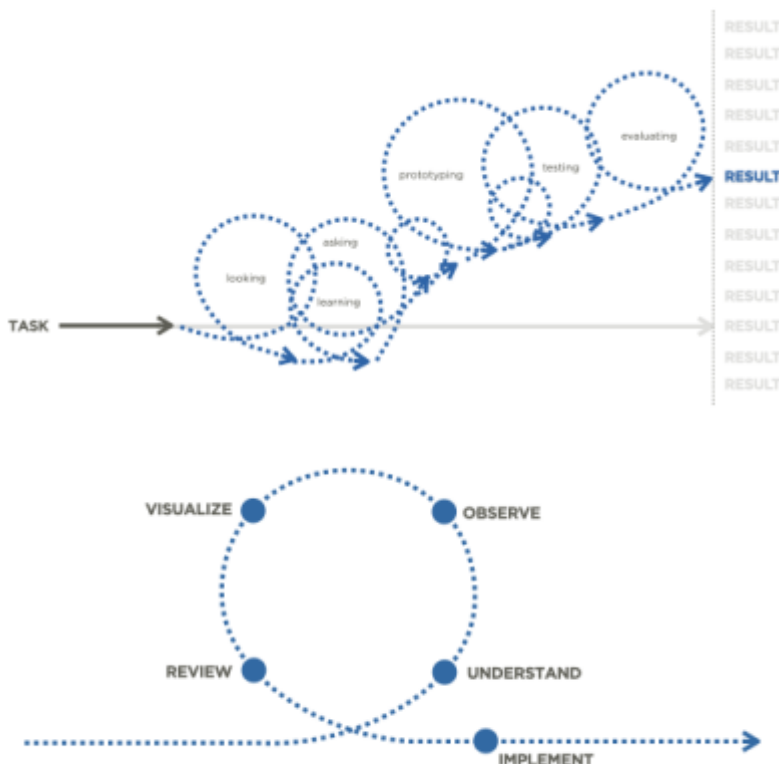 RESULT
RESULT
RESULT
RESULT
evaluating
RESULT
prototyping
testing
RESULT
RESULT
asking
RESULT
looking
RESULT
learning
RESULT
TASK
RESULT
RESULT
RESULT
VISUALIZE
OBSERVE
REVIEW
UNDERSTAND
IMPLEMENT